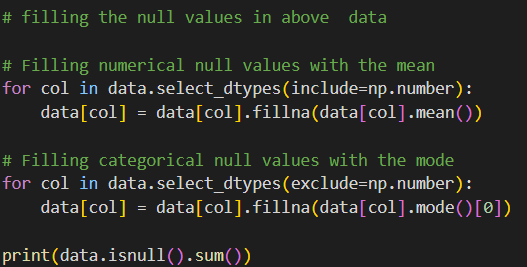 # filling the null values in above  data

# Filling numerical null values with the mean
for col in data.select_dtypes(include=np.number):
    data[col] = data[col].fillna(data[col].mean())

# Filling categorical null values with the mode
for col in data.select_dtypes(exclude=np.number):
    data[col] = data[col].fillna(data[col].mode()[0])

print(data.isnull().sum())